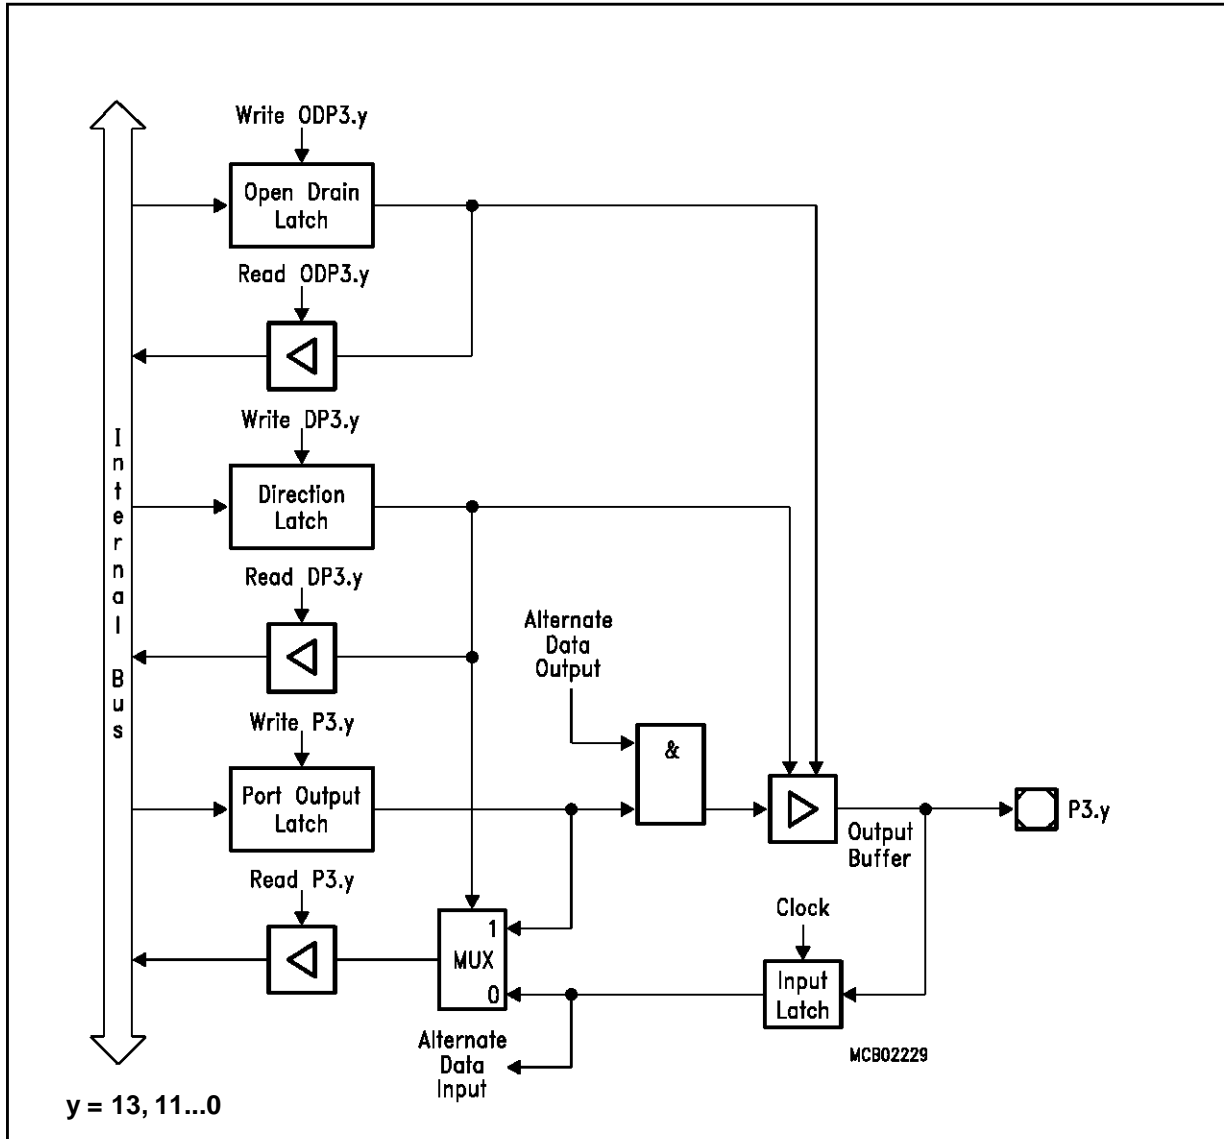 Write ODP3.y
Open Drain
Latch
Read ODP3.y
Write DP3.y
Internal Bus
Direction
Latch
Read DP3.y
Alternate
Data
Output
Write P3.y
&
Port Output
Latch
P3.y
Output
Buffer
Read P3.y
Clock
1
MUX
0
Input
Latch
Alternate
Data
Input
MCB02229
y = 13, 11...0